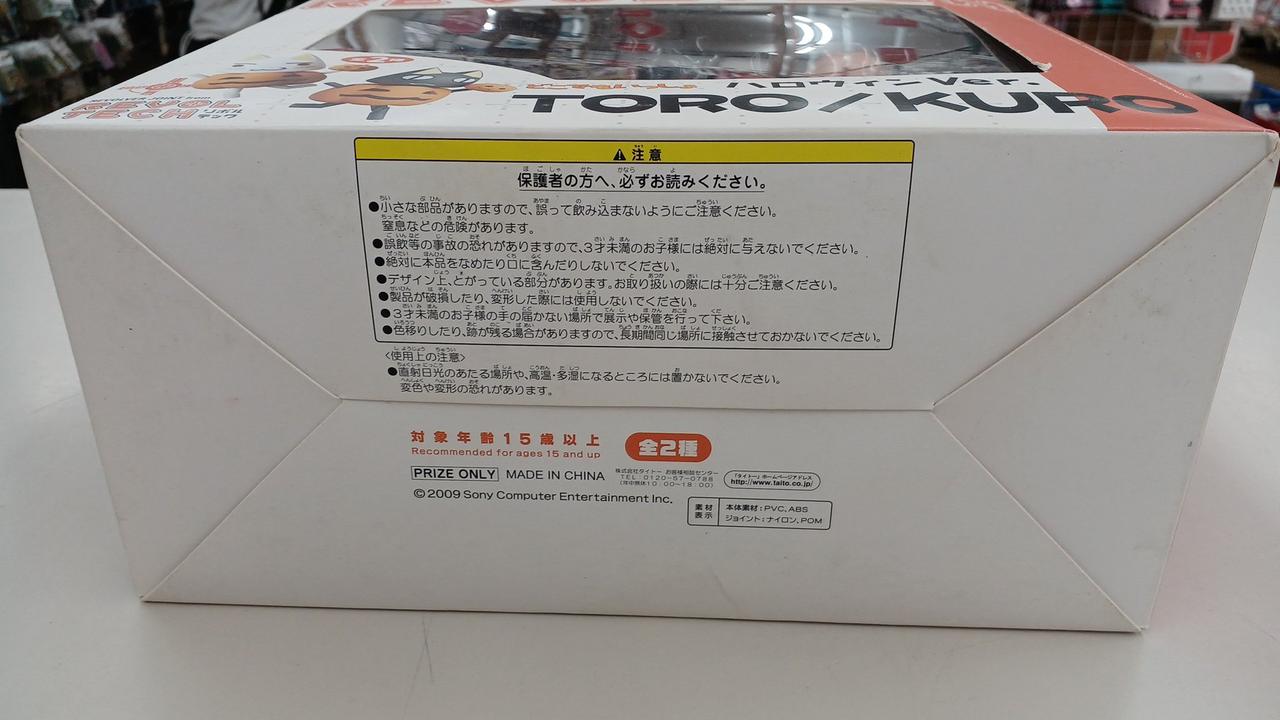 ハロウィンVer.
TORO/KURO
REVOL
TECH
⚠注意
保護者の方へ、必ずお読みください。
●小さな部品がありますので、誤って飲み込まないようにご注意ください。
窒息などの危険があります。
●誤飲等の事故の恐れがありますので、3才未満のお子様には絶対に与えないでください。
●絶対に本品をなめたり口に含んだりしないでください。
●デザイン上、とがっている部分があります。お取り扱いの際には十分ご注意ください。
●製品が破損したり、変形した際には使用しないでください。
●3才未満のお子様の手の届かない場所で展示や保管を行って下さい。
●色移りしたり、跡が残る場合がありますので、長期間同じ場所に接触させておかないでください。
〈使用上の注意〉
●直射日光のあたる場所や、高温・多湿になるところには置かないでください。
変色や変形の恐れがあります。
対象年齢15歳以上
全2種
Recommended for ages 15 and up
PRIZE ONLY MADE IN CHINA
株式会社タイトー お客様相談センター
TEL:0120-57-0788
(年中無休10:00〜18:00)
「タイトー」ホームページアドレス
http://www.taito.co.jp/
©2009 Sony Computer Entertainment Inc.
素材表示
本体素材:PVC、ABS
ジョイント:ナイロン、POM